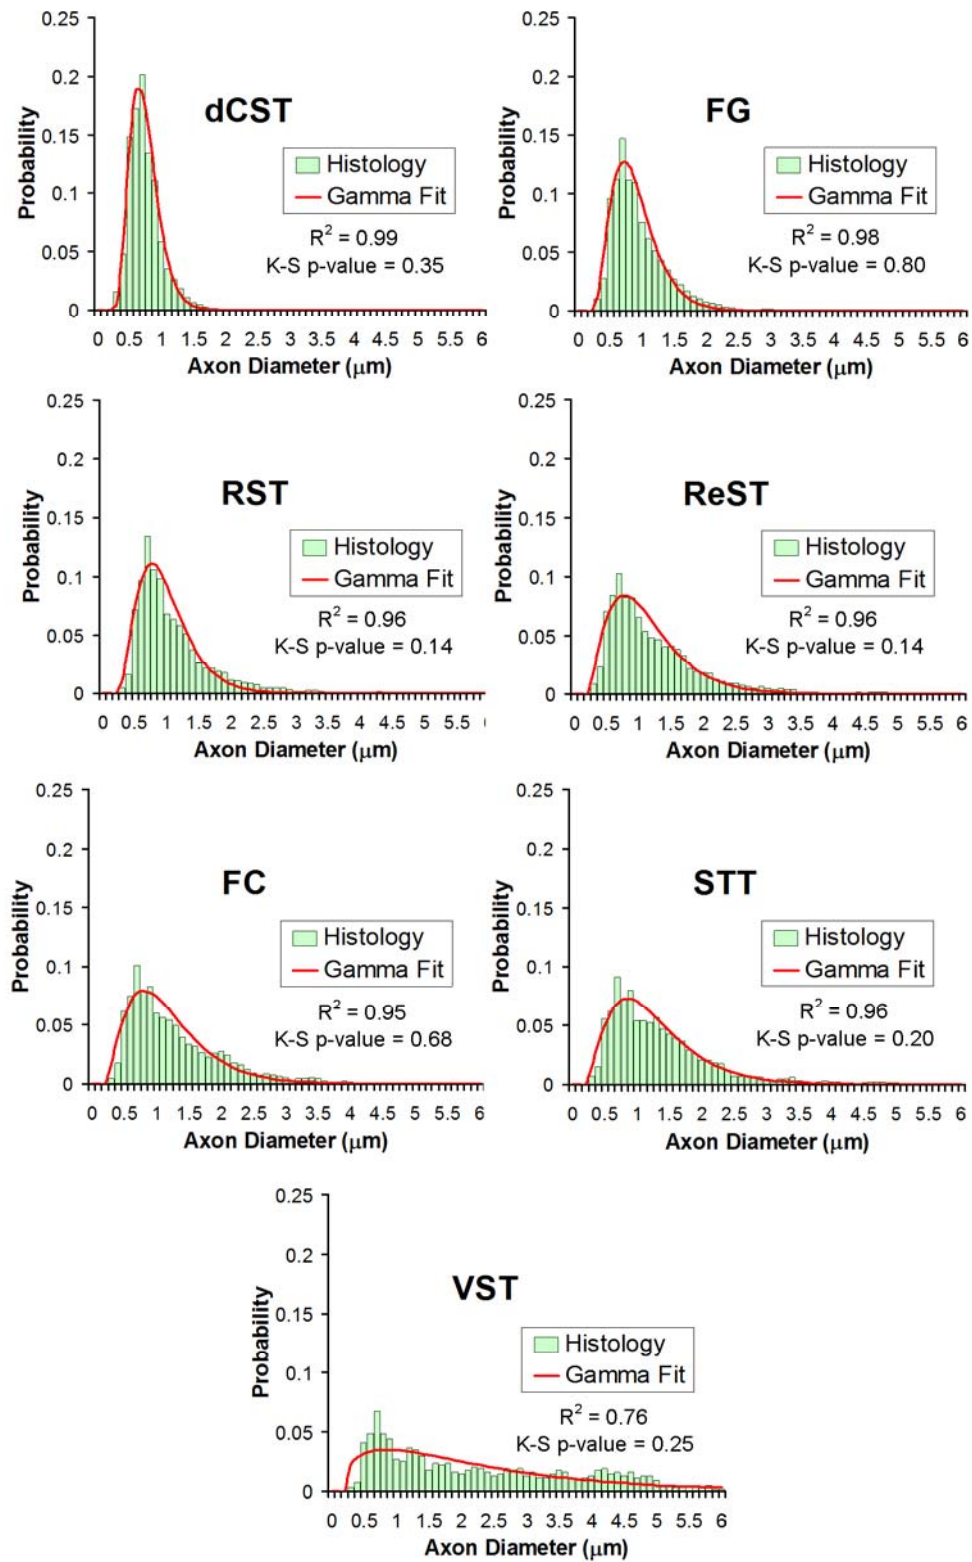 0.25
0.2
0.15
0.1
0.05
0
Probability
dCST
Histology
Gamma Fit
R² = 0.99
K-S p-value = 0.35
0 0.5 1 1.5 2 2.5 3 3.5 4 4.5 5 5.5 6
Axon Diameter (µm)
0.25
0.2
0.15
0.1
0.05
0
Probability
FG
Histology
Gamma Fit
R² = 0.98
K-S p-value = 0.80
0 0.5 1 1.5 2 2.5 3 3.5 4 4.5 5 5.5 6
Axon Diameter (µm)
0.25
0.2
0.15
0.1
0.05
0
Probability
RST
Histology
Gamma Fit
R² = 0.96
K-S p-value = 0.14
0 0.5 1 1.5 2 2.5 3 3.5 4 4.5 5 5.5
Axon Diameter (µm)
0.25
0.2
0.15
0.1
0.05
0
Probability
ReST
Histology
Gamma Fit
R² = 0.96
K-S p-value = 0.14
0 0.5 1 1.5 2 2.5 3 3.5 4 4.5 5 5.5 6
Axon Diameter (µm)
0.25
0.2
0.15
0.1
0.05
0
Probability
FC
Histology
Gamma Fit
R² = 0.95
K-S p-value = 0.68
0 0.5 1 1.5 2 2.5 3 3.5 4 4.5 5 5.5 6
Axon Diameter (µm)
0.25
0.2
0.15
0.1
0.05
0
Probability
STT
Histology
Gamma Fit
R² = 0.96
K-S p-value = 0.20
0 0.5 1 1.5 2 2.5 3 3.5 4 4.5 5 5.5 6
Axon Diameter (µm)
0.25
0.2
0.15
0.1
0.05
0
Probability
VST
Histology
Gamma Fit
R² = 0.76
K-S p-value = 0.25
0 0.5 1 1.5 2 2.5 3 3.5 4 4.5 5 5.5 6
Axon Diameter (µm)